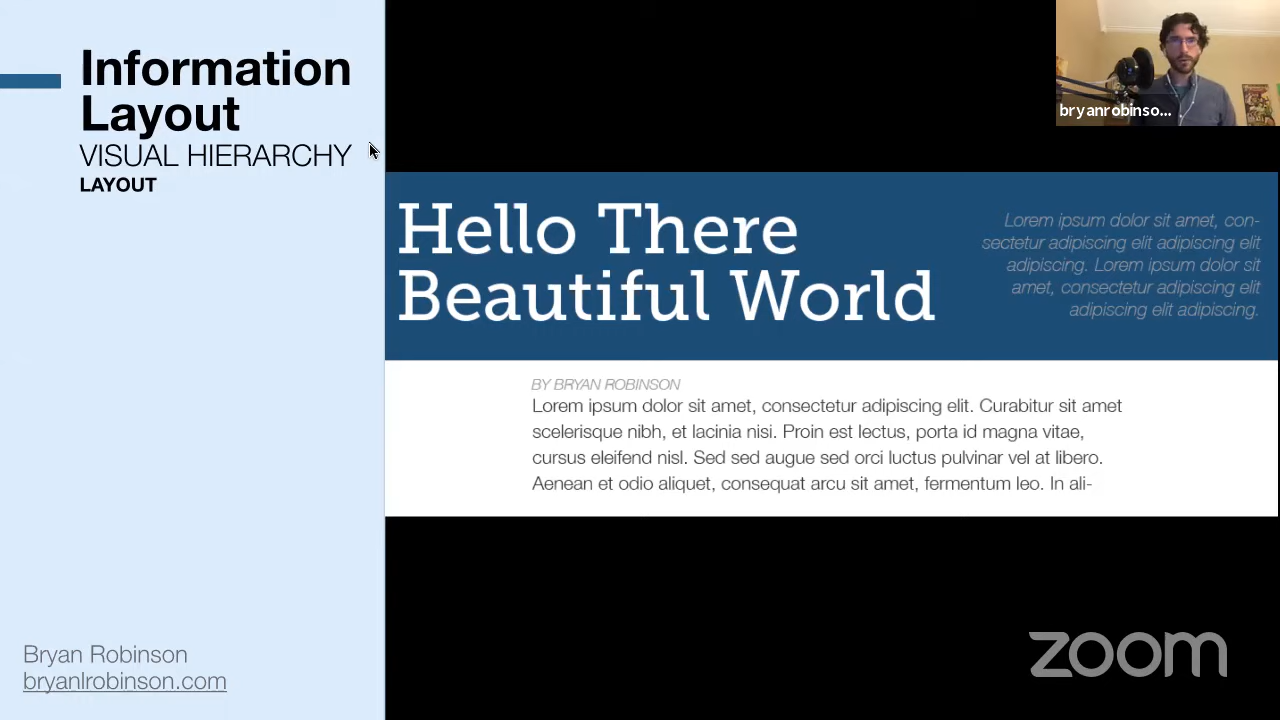 Information
Layout
VISUAL HIERARCHY
LAYOUT
bryanrobinso...
Hello There
Beautiful World
Lorem ipsum dolor sit amet, con-
sectetur adipiscing elit adipiscing elit
adipiscing. Lorem ipsum dolor sit
amet, consectetur adipiscing elit
adipiscing elit adipiscing.
BY BRYAN ROBINSON
Lorem ipsum dolor sit amet, consectetur adipiscing elit. Curabitur sit amet
scelerisque nibh, et lacinia nisi. Proin est lectus, porta id magna vitae,
cursus eleifend nisl. Sed sed augue sed orci luctus pulvinar vel at libero.
Aenean et odio aliquet, consequat arcu sit amet, fermentum leo. In ali-
Bryan Robinson
bryanlrobinson.com
zoom